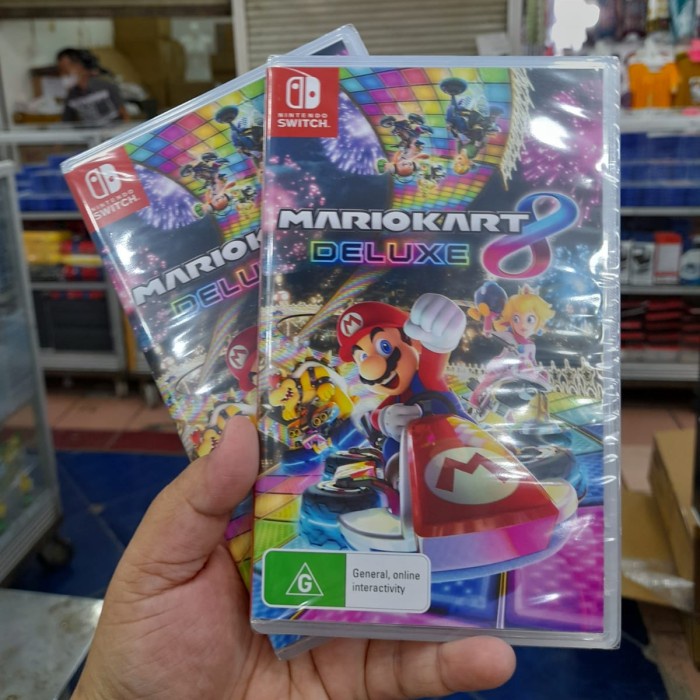 NINTENDO
SWITCH
MARIOKART 8
DELUXE
M
M
G
General, online
interactivity
NINTENDO
SWITCH
MARIOK
DELU
M